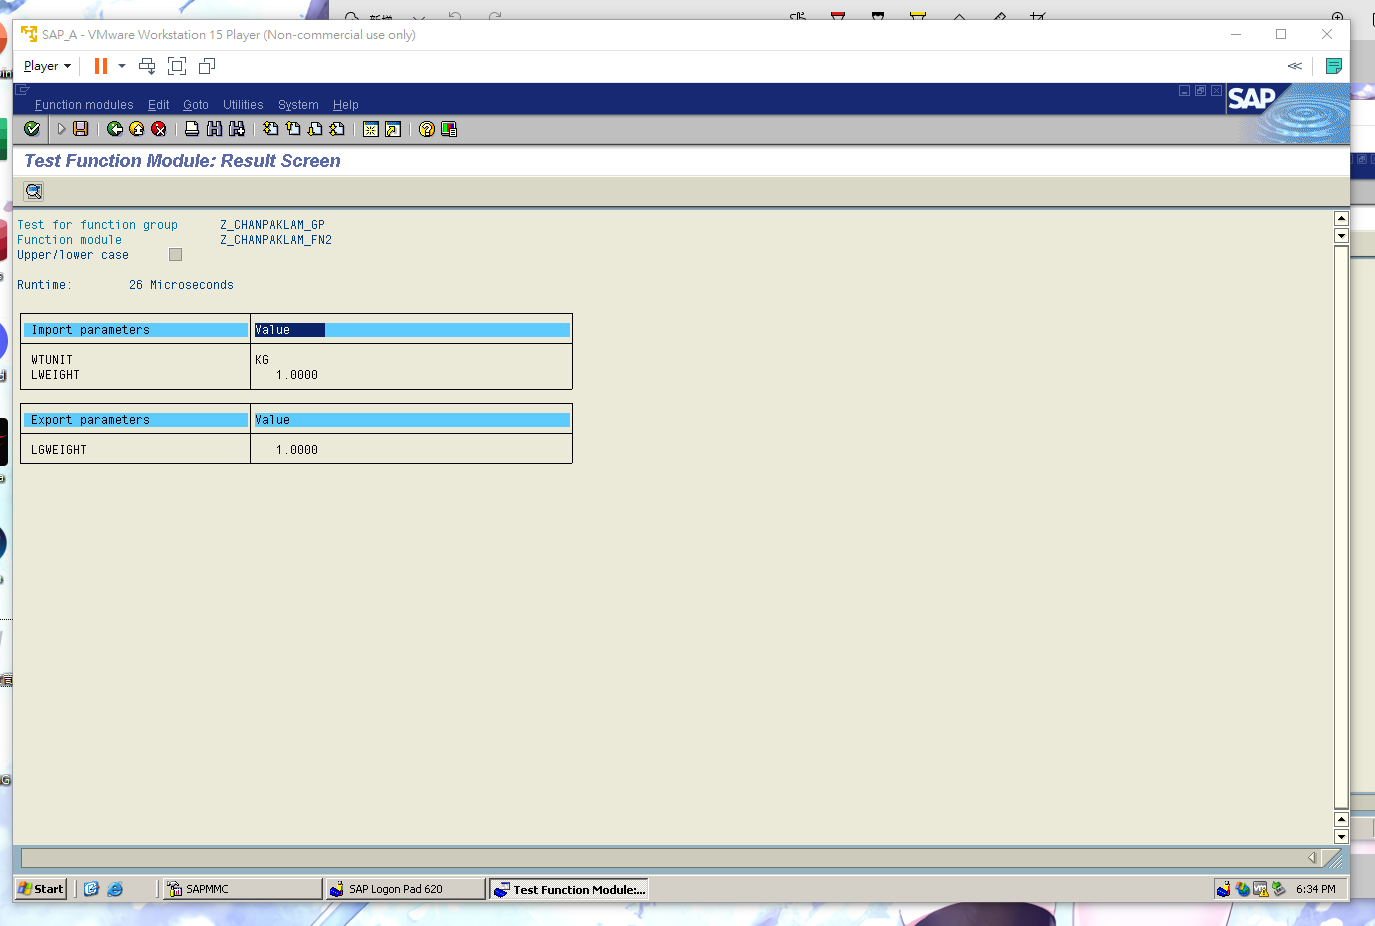 新增
SAP_A - VMware Workstation 15 Player (Non-commercial use only)
Player
Function modules Edit Goto Utilities System Help
SAP
Test Function Module: Result Screen
Test for function group Z_CHANPAKLAM_GP
Function module Z_CHANPAKLAM_FN2
Upper/lower case
Runtime: 26 Microseconds
Import parameters Value
WTUNIT KG
LWEIGHT 1.0000
Export parameters Value
LGWEIGHT 1.0000
Start SAPMMC SAP Logon Pad 620 Test Function Module:... 6:34 PM